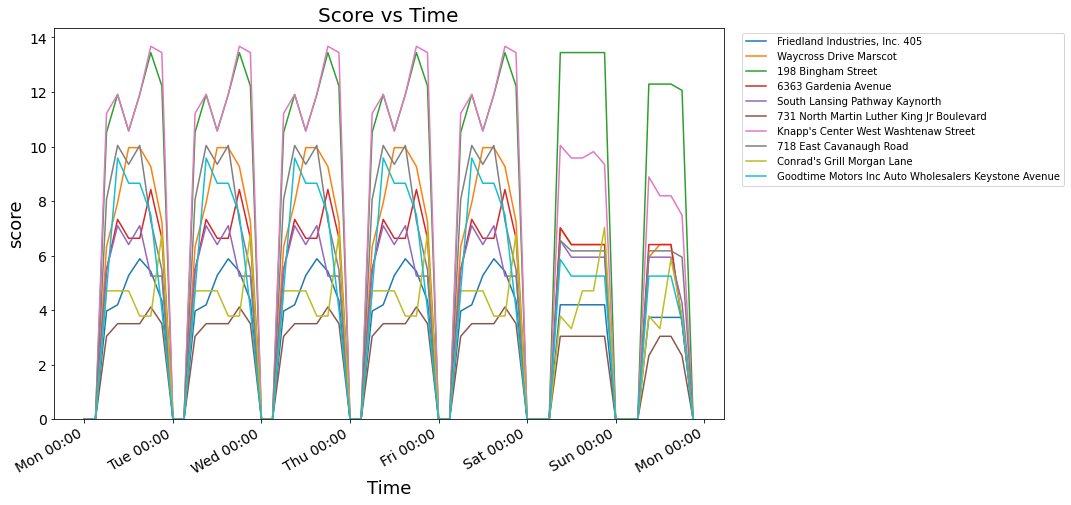 Score vs Time
14
12
10
8
6
4
2
0
score
Mon 00:00
Tue 00:00
Wed 00:00
Thu 00:00
Fri 00:00
Sat 00:00
Sun 00:00
Mon 00:00
Time
Friedland Industries, Inc. 405
Waycross Drive Marscot
198 Bingham Street
6363 Gardenia Avenue
South Lansing Pathway Kaynorth
731 North Martin Luther King Jr Boulevard
Knapp's Center West Washtenaw Street
718 East Cavanaugh Road
Conrad's Grill Morgan Lane
Goodtime Motors Inc Auto Wholesalers Keystone Avenue